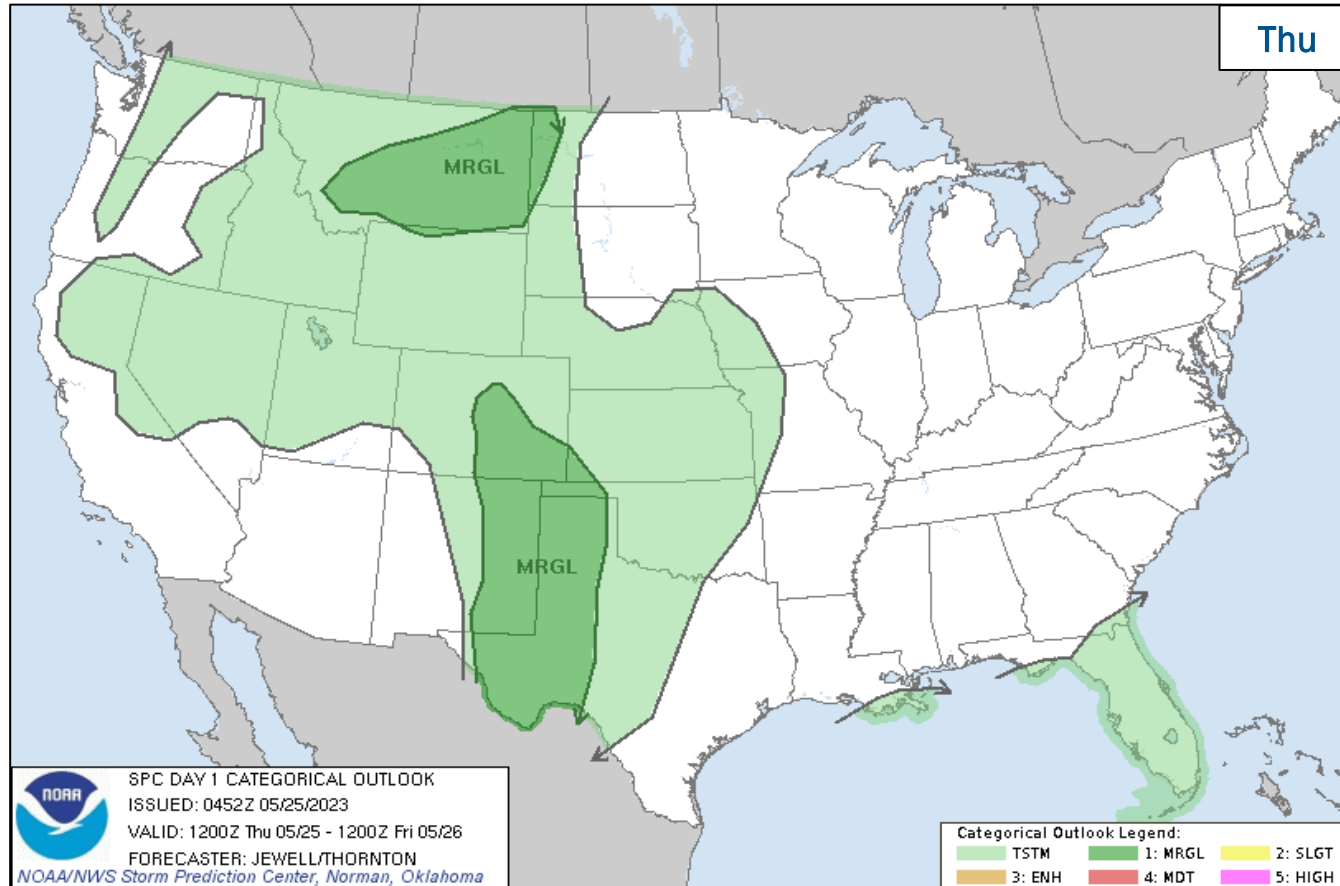 Thu
MRGL
MRGL
NOAA
SPC DAY 1 CATEGORICAL OUTLOOK
ISSUED: 0452Z 05/25/2023
VALID: 1200Z Thu 05/25 - 1200Z Fri 05/26
FORECASTER: JEWELL/THORNTON
NOAA/NWS Storm Prediction Center, Norman, Oklahoma
Categorical Outlook Legend:
TSTM 1: MRGL 2: SLGT
3: ENH 4: MDT 5: HIGH